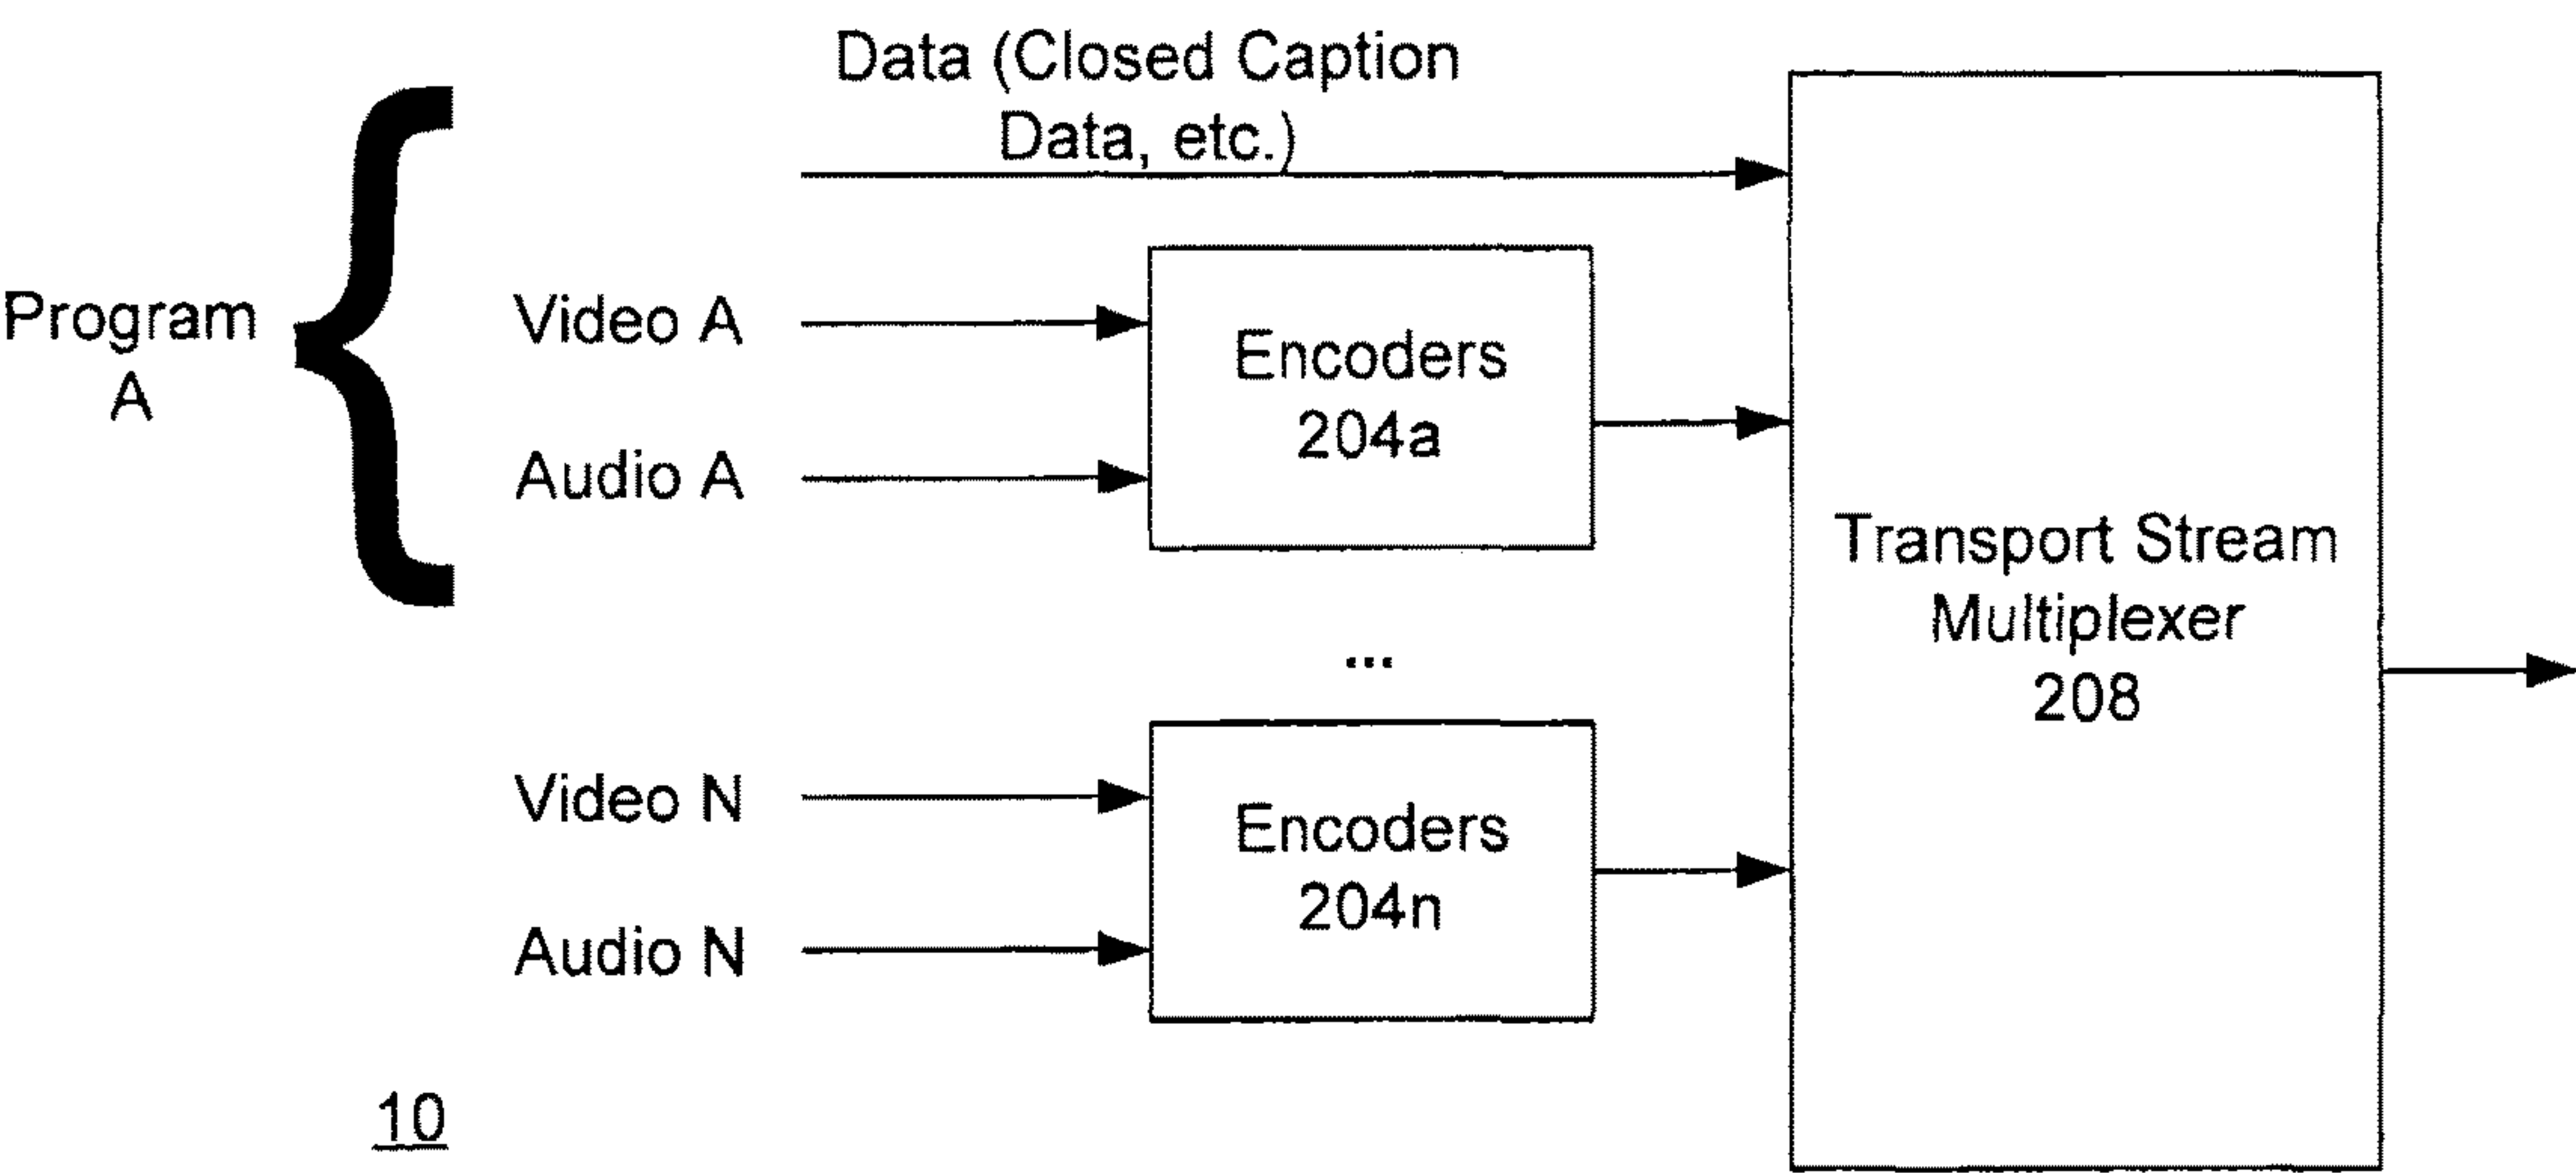 Data (Closed Caption
Data, etc.)
Program
A
Video A
Audio A
Encoders
204a
...
Video N
Audio N
Encoders
204n
Transport Stream
Multiplexer
208
10